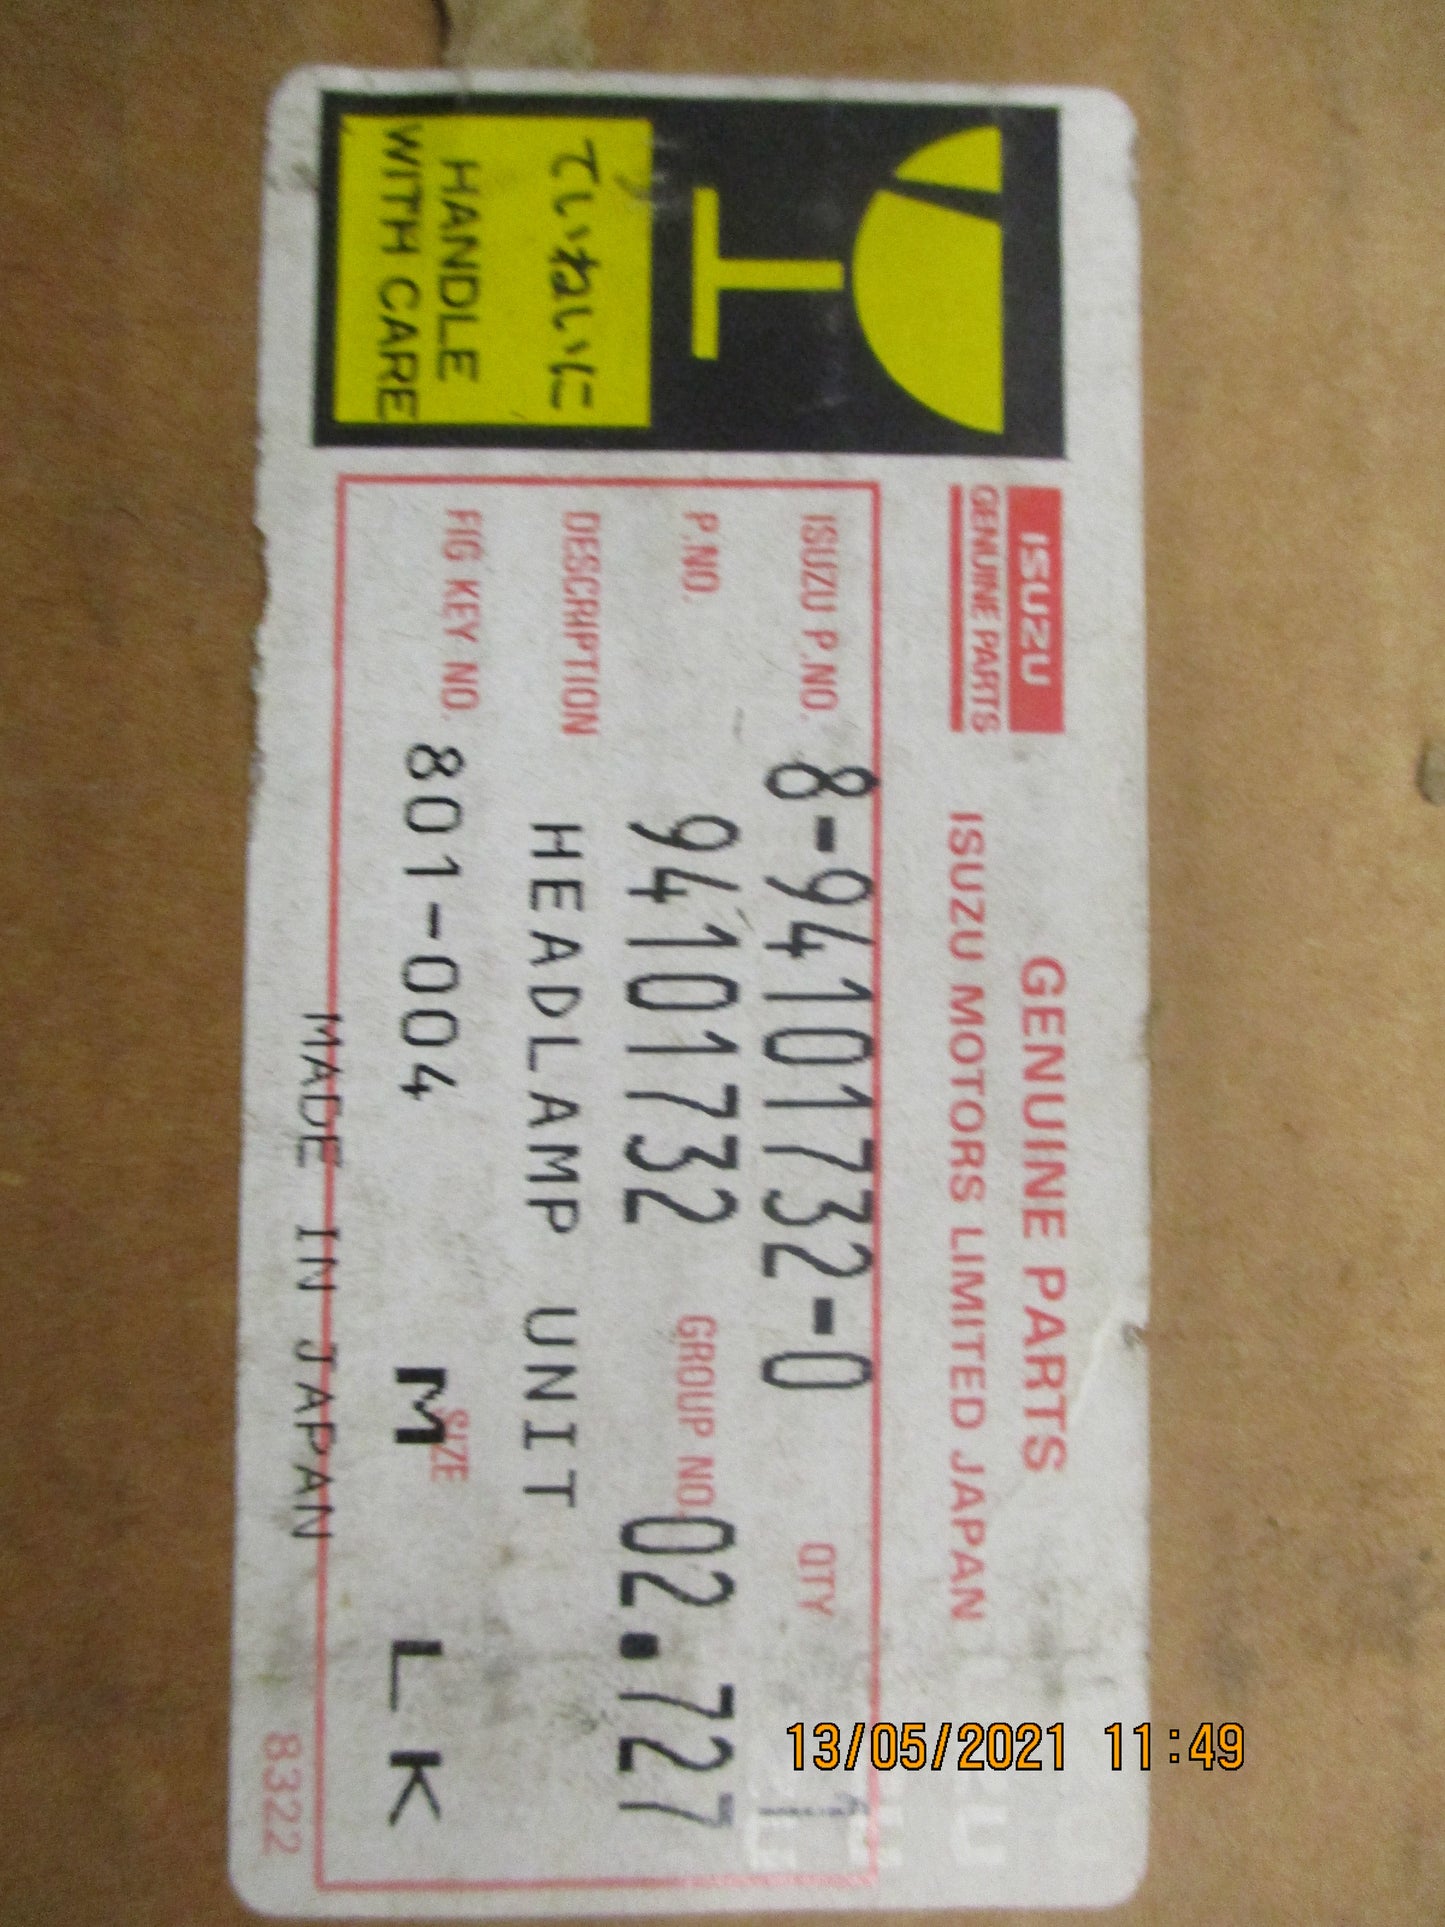 ていねいに
HANDLE
WITH CARE
ISUZU
GENUINE PARTS
GENUINE PARTS
ISUZU MOTORS LIMITED JAPAN
ISUZU P.NO. 8-94101732-0 QTY 1
P.NO. 94101732 GROUP NO. 02.727
DESCRIPTION HEADLAMP UNIT
FIG KEY NO. 801-004 SIZE M LK
MADE IN JAPAN
8322
13/05/2021 11:49